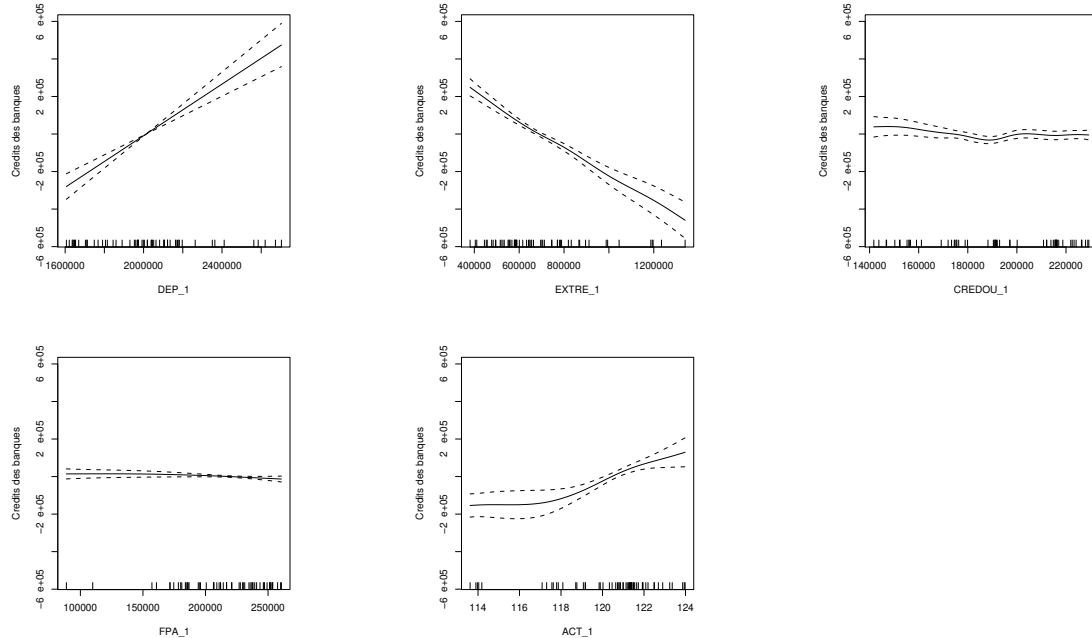 Credits des banques
−6 e+05 −2 e+05 2 e+05 6 e+05
1600000 2000000 2400000
DEP_1
Credits des banques
−6 e+05 −2 e+05 2 e+05 6 e+05
400000 600000 800000 1200000
EXTRE_1
Credits des banques
−6 e+05 −2 e+05 2 e+05 6 e+05
140000 160000 180000 200000 220000
CREDOU_1
Credits des banques
−6 e+05 −2 e+05 2 e+05 6 e+05
100000 150000 200000 250000
FPA_1
Credits des banques
−6 e+05 −2 e+05 2 e+05 6 e+05
114 116 118 120 122 124
ACT_1